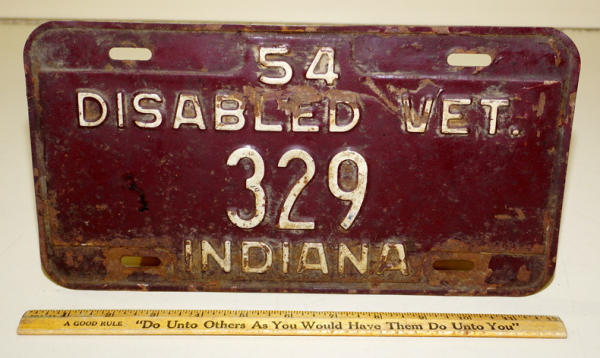 54
DISABLED VET.
329
INDIANA
A GOOD RULE "Do Unto Others As You Would Have Them Do Unto You"